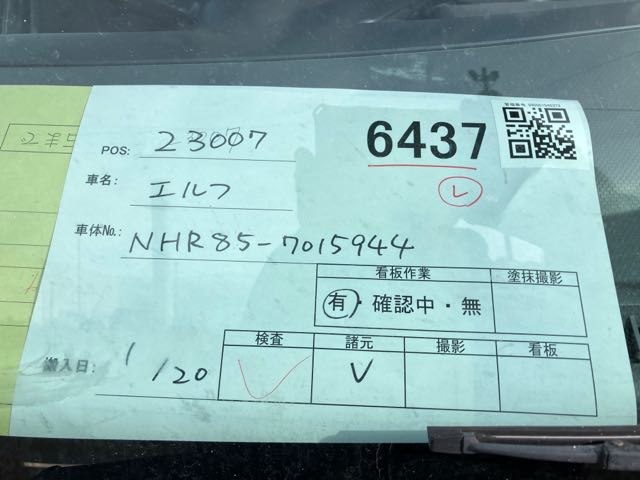 POS: 23007
6437
車名: エルフ
レ
車体No.: NHR85-7015944
看板作業 塗抹撮影
有・確認中・無
搬入日: 1/20
検査 諸元 撮影 看板
✓ V